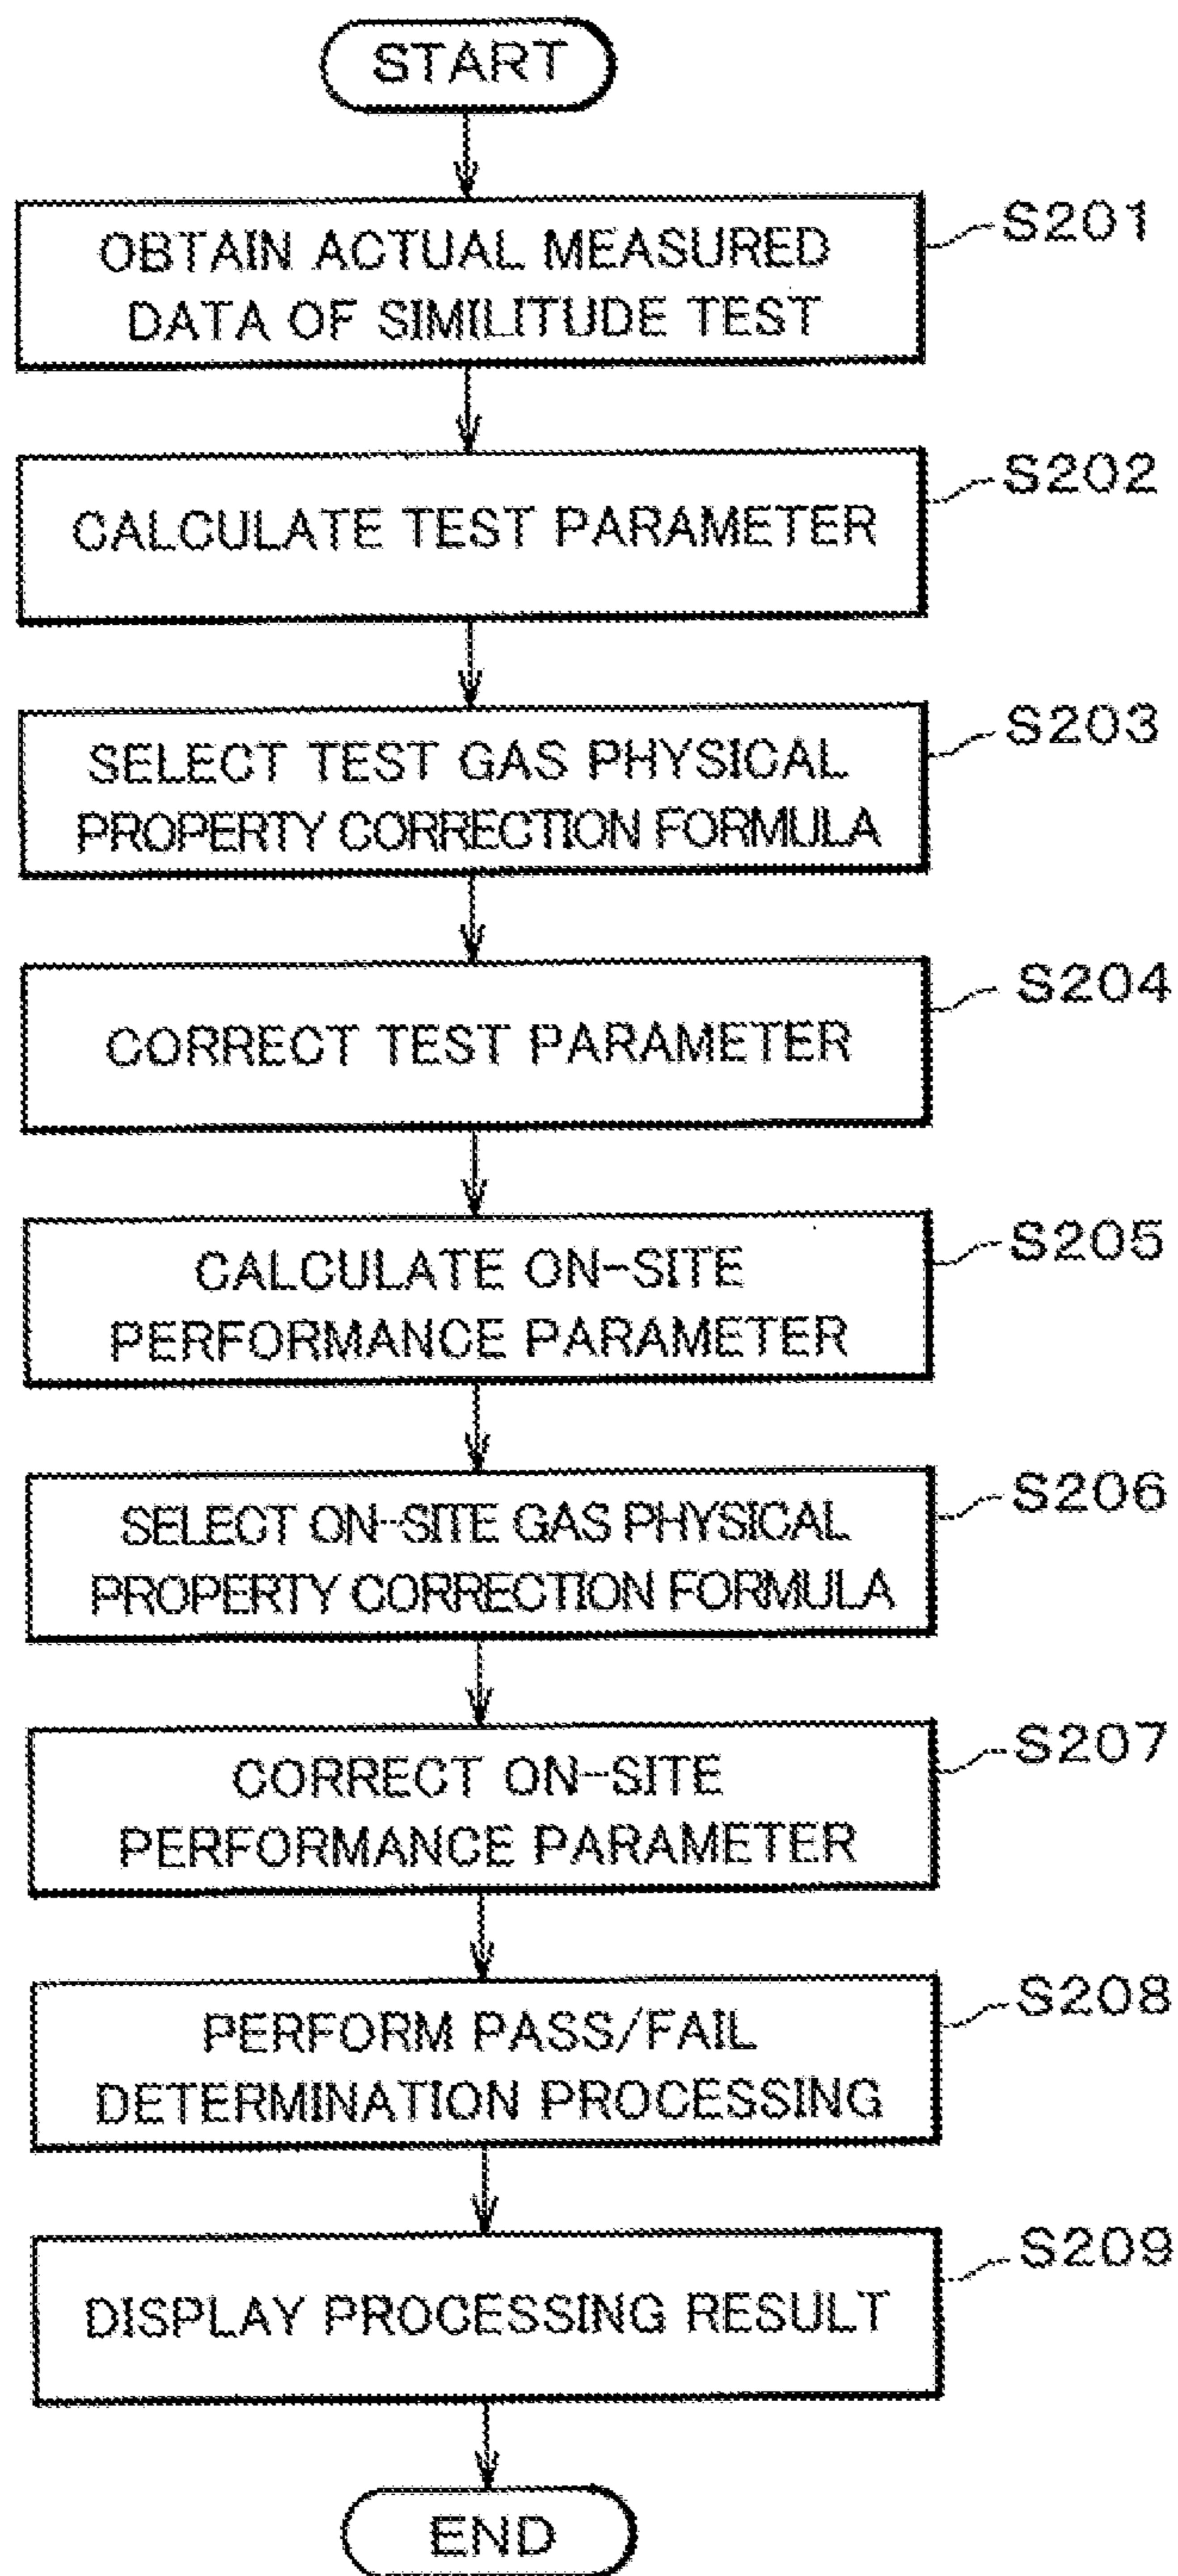 START
OBTAIN ACTUAL MEASURED
DATA OF SIMILITUDE TEST
S201
CALCULATE TEST PARAMETER
S202
SELECT TEST GAS PHYSICAL
PROPERTY CORRECTION FORMULA
S203
CORRECT TEST PARAMETER
S204
CALCULATE ON-SITE
PERFORMANCE PARAMETER
S205
SELECT ON-SITE GAS PHYSICAL
PROPERTY CORRECTION FORMULA
S206
CORRECT ON-SITE
PERFORMANCE PARAMETER
S207
PERFORM PASS/FAIL
DETERMINATION PROCESSING
S208
DISPLAY PROCESSING RESULT
S209
END